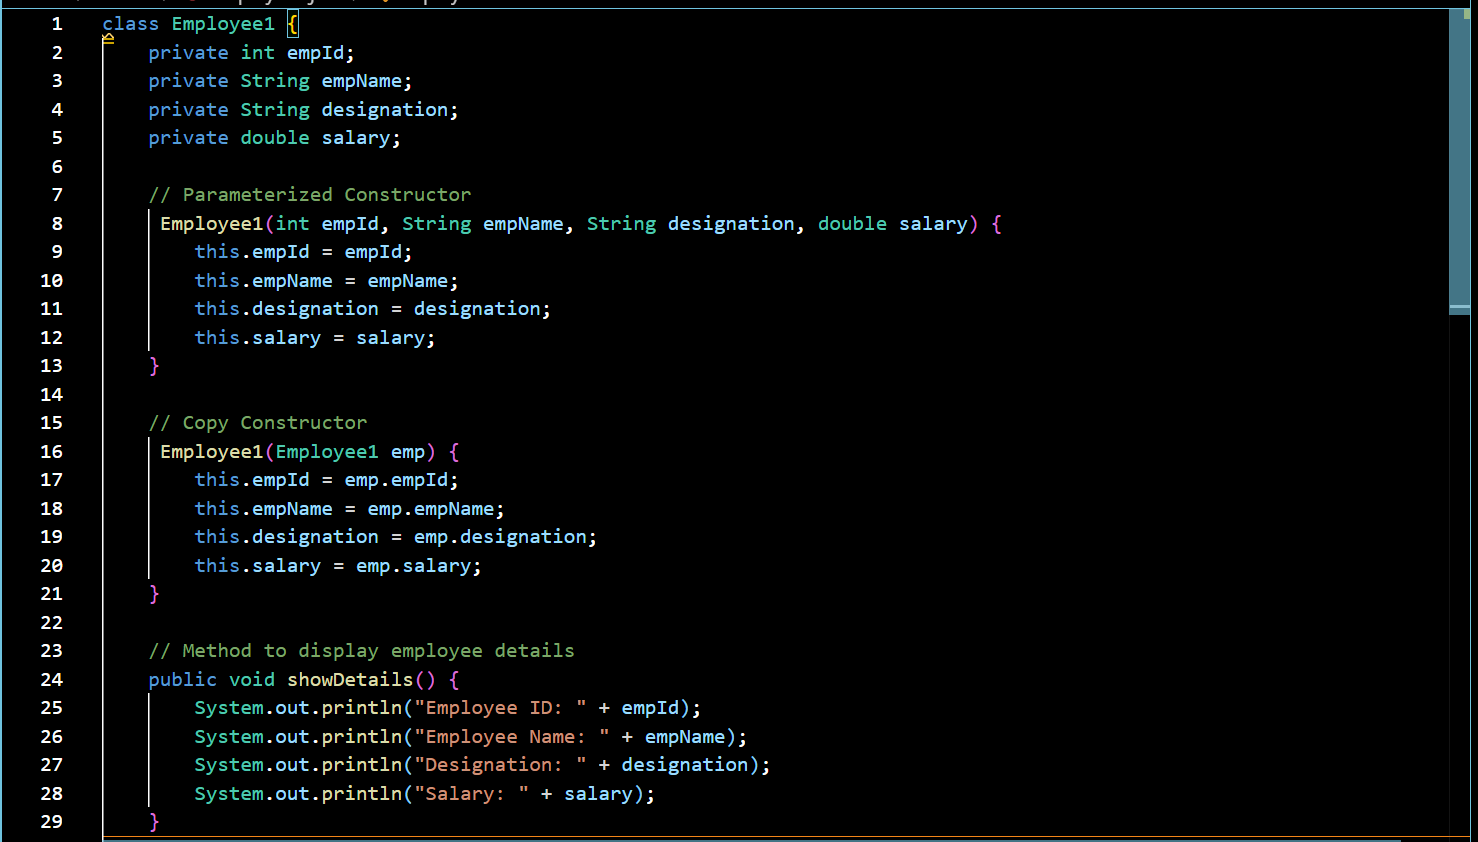 1 class Employee1 {
2     private int empId;
3     private String empName;
4     private String designation;
5     private double salary;
6
7     // Parameterized Constructor
8      Employee1(int empId, String empName, String designation, double salary) {
9         this.empId = empId;
10         this.empName = empName;
11         this.designation = designation;
12         this.salary = salary;
13     }
14
15     // Copy Constructor
16      Employee1(Employee1 emp) {
17         this.empId = emp.empId;
18         this.empName = emp.empName;
19         this.designation = emp.designation;
20         this.salary = emp.salary;
21     }
22
23     // Method to display employee details
24     public void showDetails() {
25         System.out.println("Employee ID: " + empId);
26         System.out.println("Employee Name: " + empName);
27         System.out.println("Designation: " + designation);
28         System.out.println("Salary: " + salary);
29     }